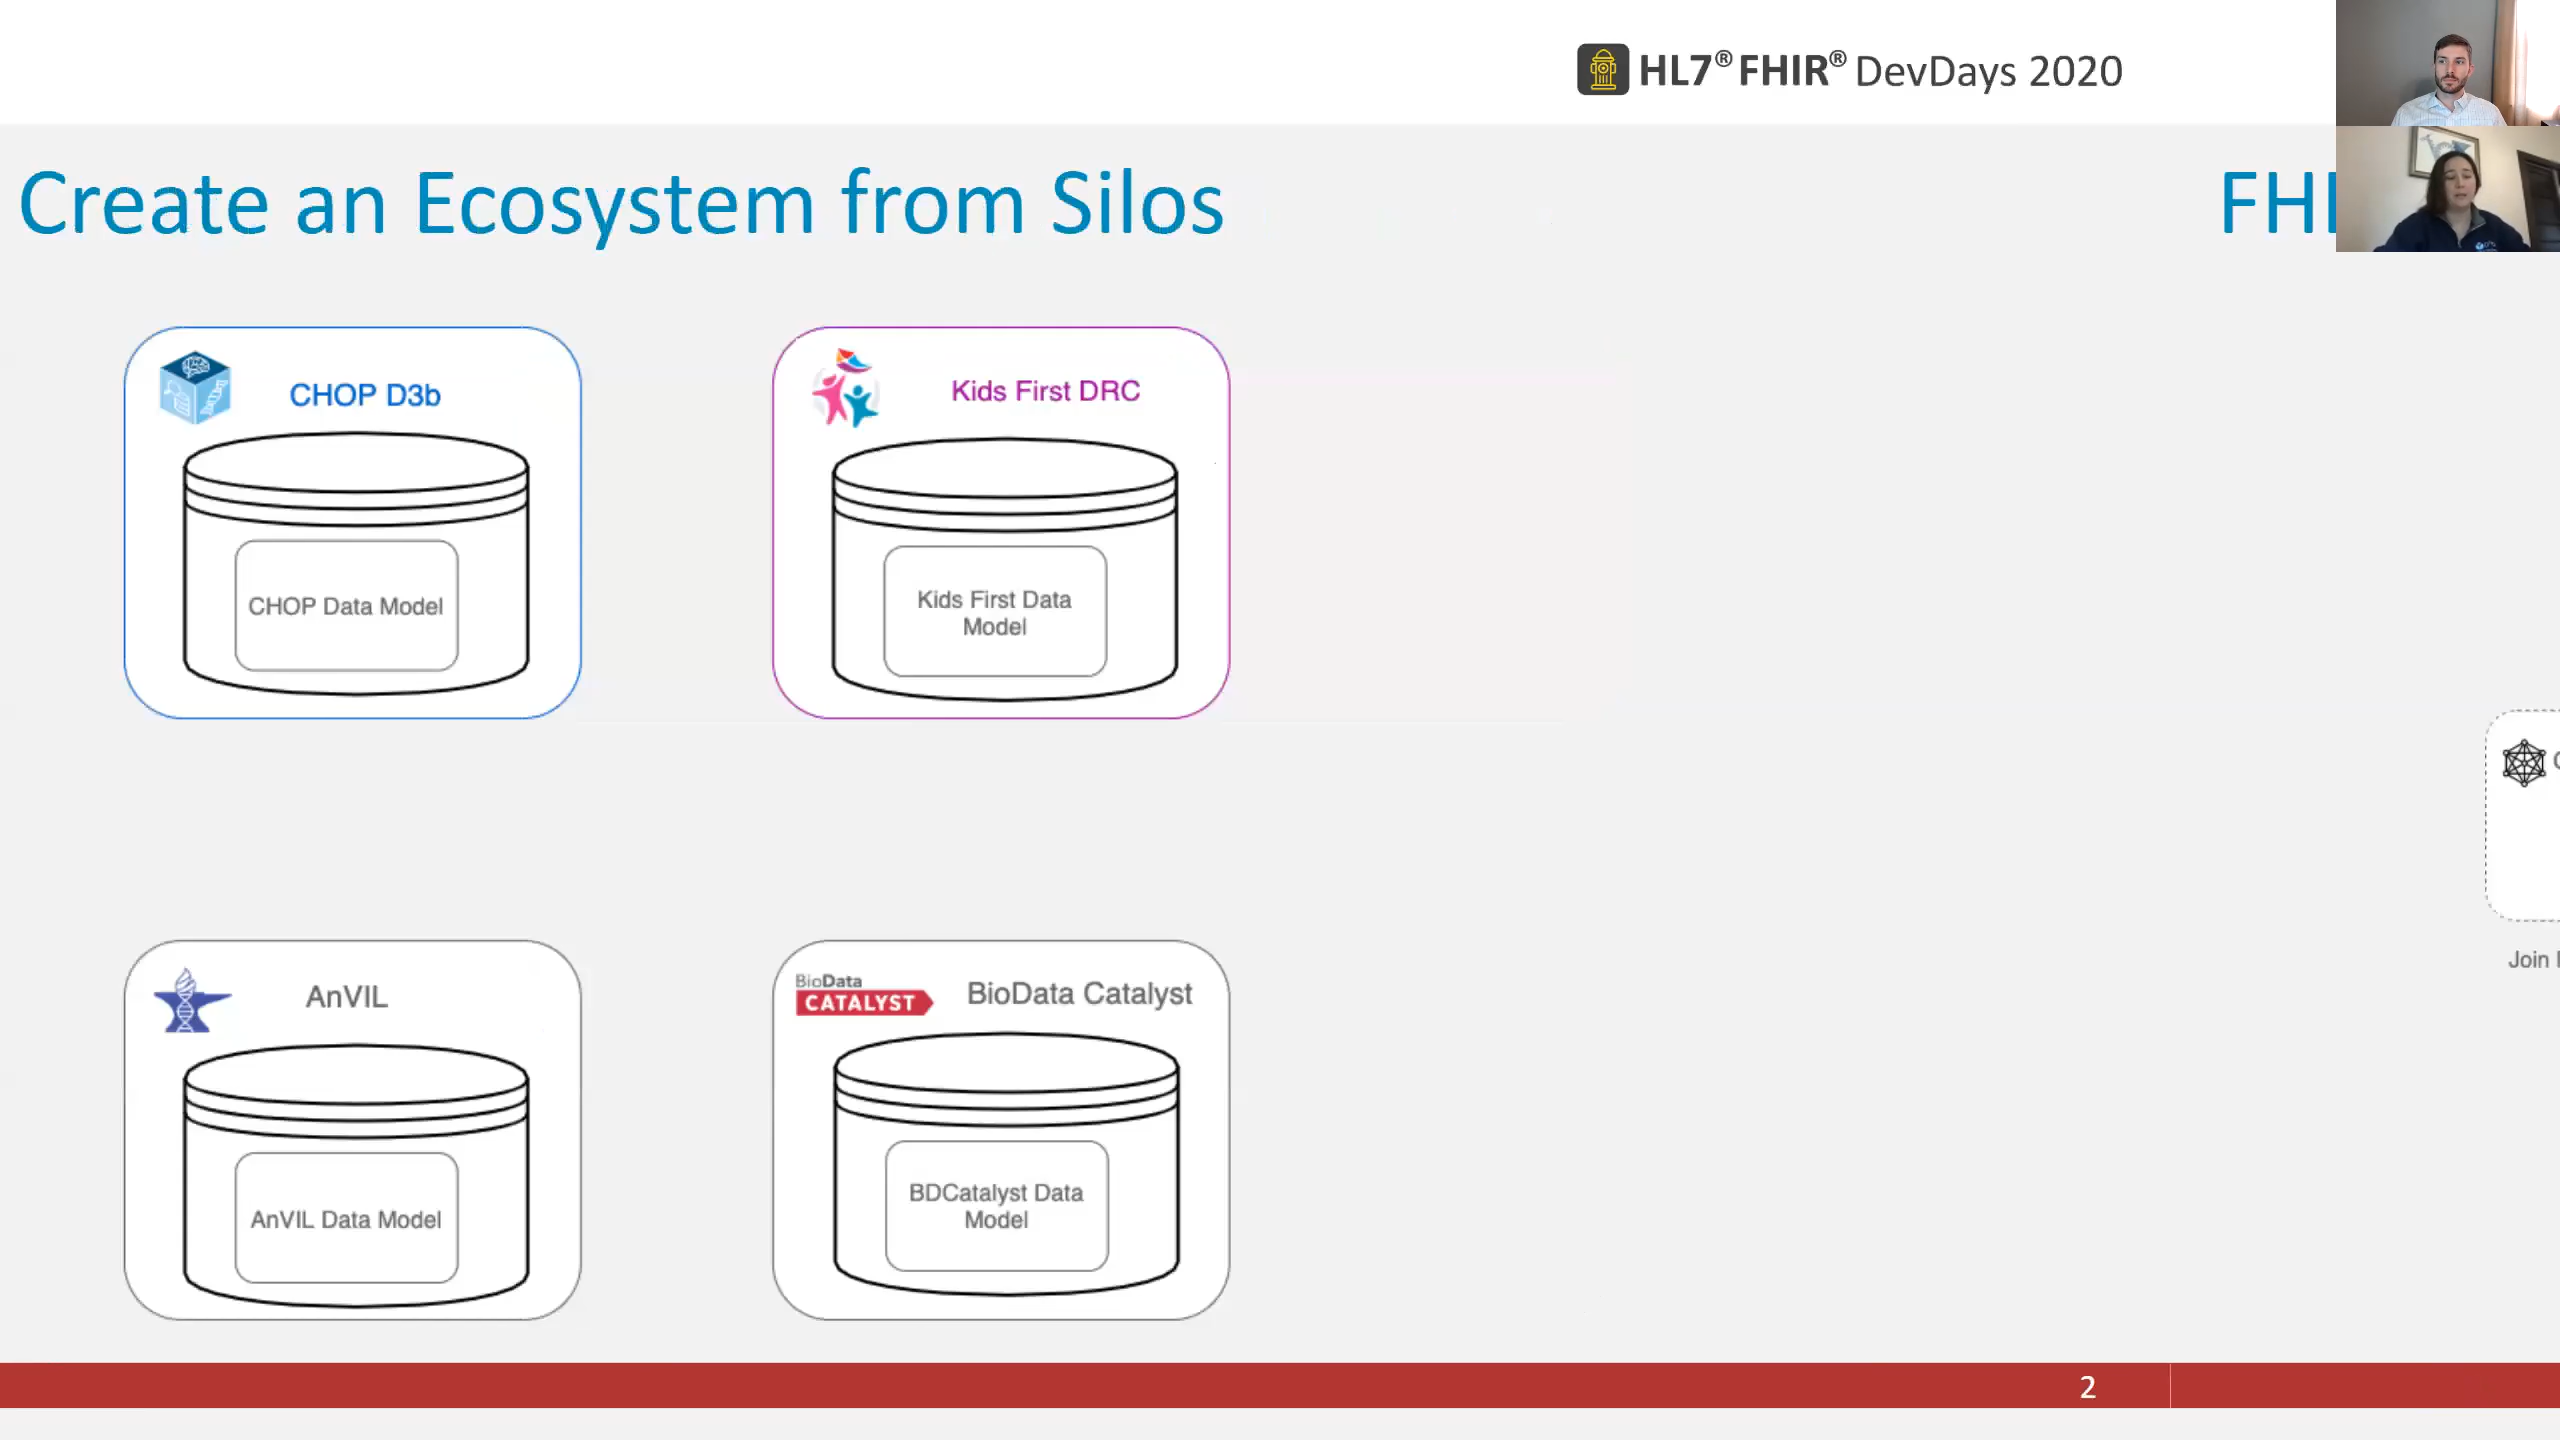 HL7® FHIR® DevDays 2020
Create an Ecosystem from Silos
CHOP D3b
CHOP Data Model
Kids First DRC
Kids First Data
Model
AnVIL
AnVIL Data Model
BioData
CATALYST
BioData Catalyst
BDCatalyst Data
Model
Join
2